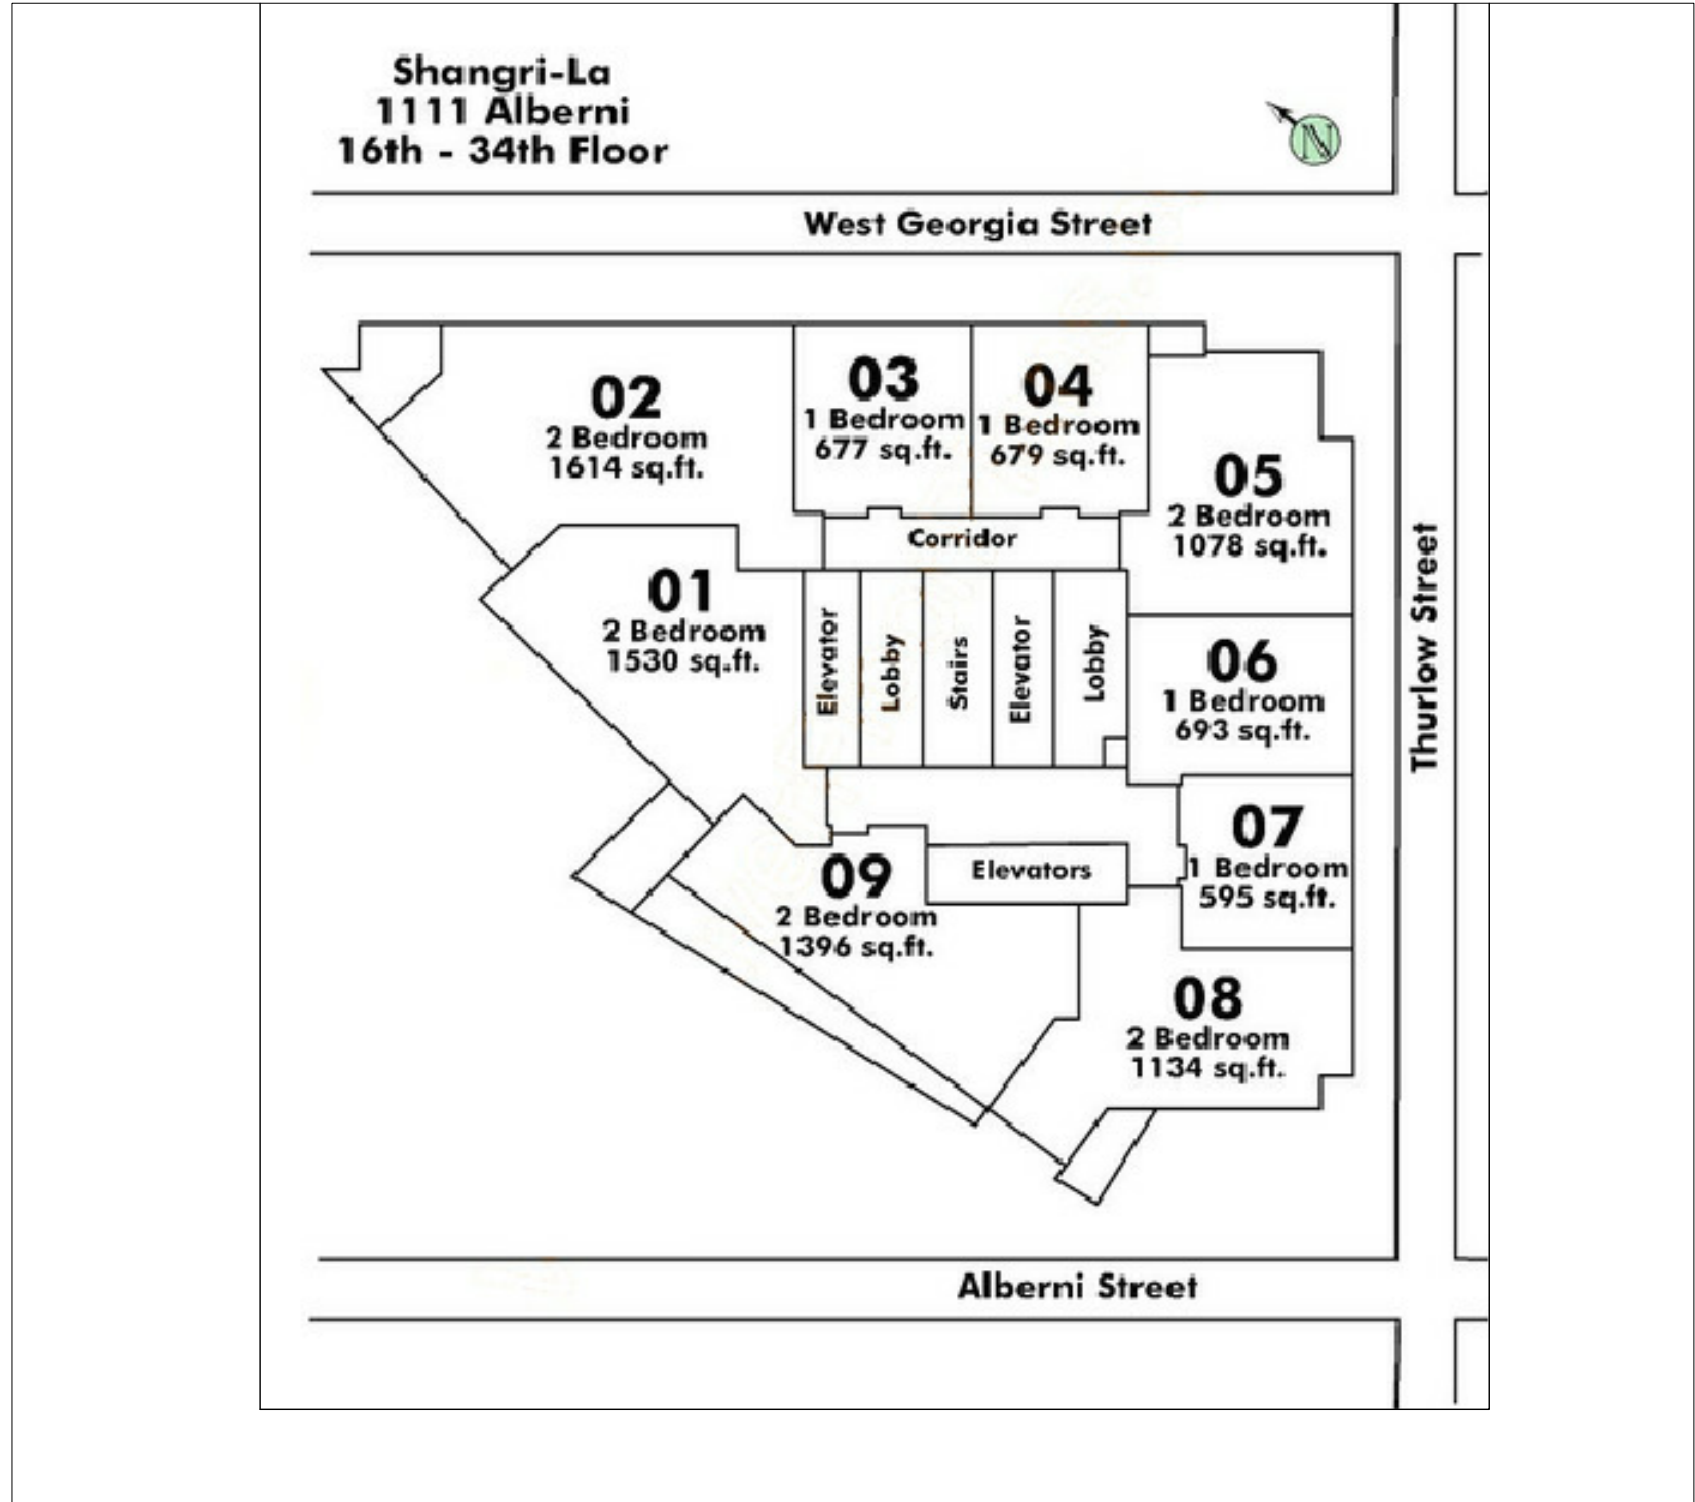 Shangri-La
1111 Alberni
16th - 34th Floor
N
West Georgia Street
02
2 Bedroom
1614 sq.ft.
03
1 Bedroom
677 sq.ft.
04
1 Bedroom
679 sq.ft.
05
2 Bedroom
1078 sq.ft.
Corridor
01
2 Bedroom
1530 sq.ft.
Elevator
Lobby
Stairs
Elevator
Lobby
06
1 Bedroom
693 sq.ft.
Thurlow Street
07
1 Bedroom
595 sq.ft.
09
2 Bedroom
1396 sq.ft.
Elevators
08
2 Bedroom
1134 sq.ft.
Alberni Street